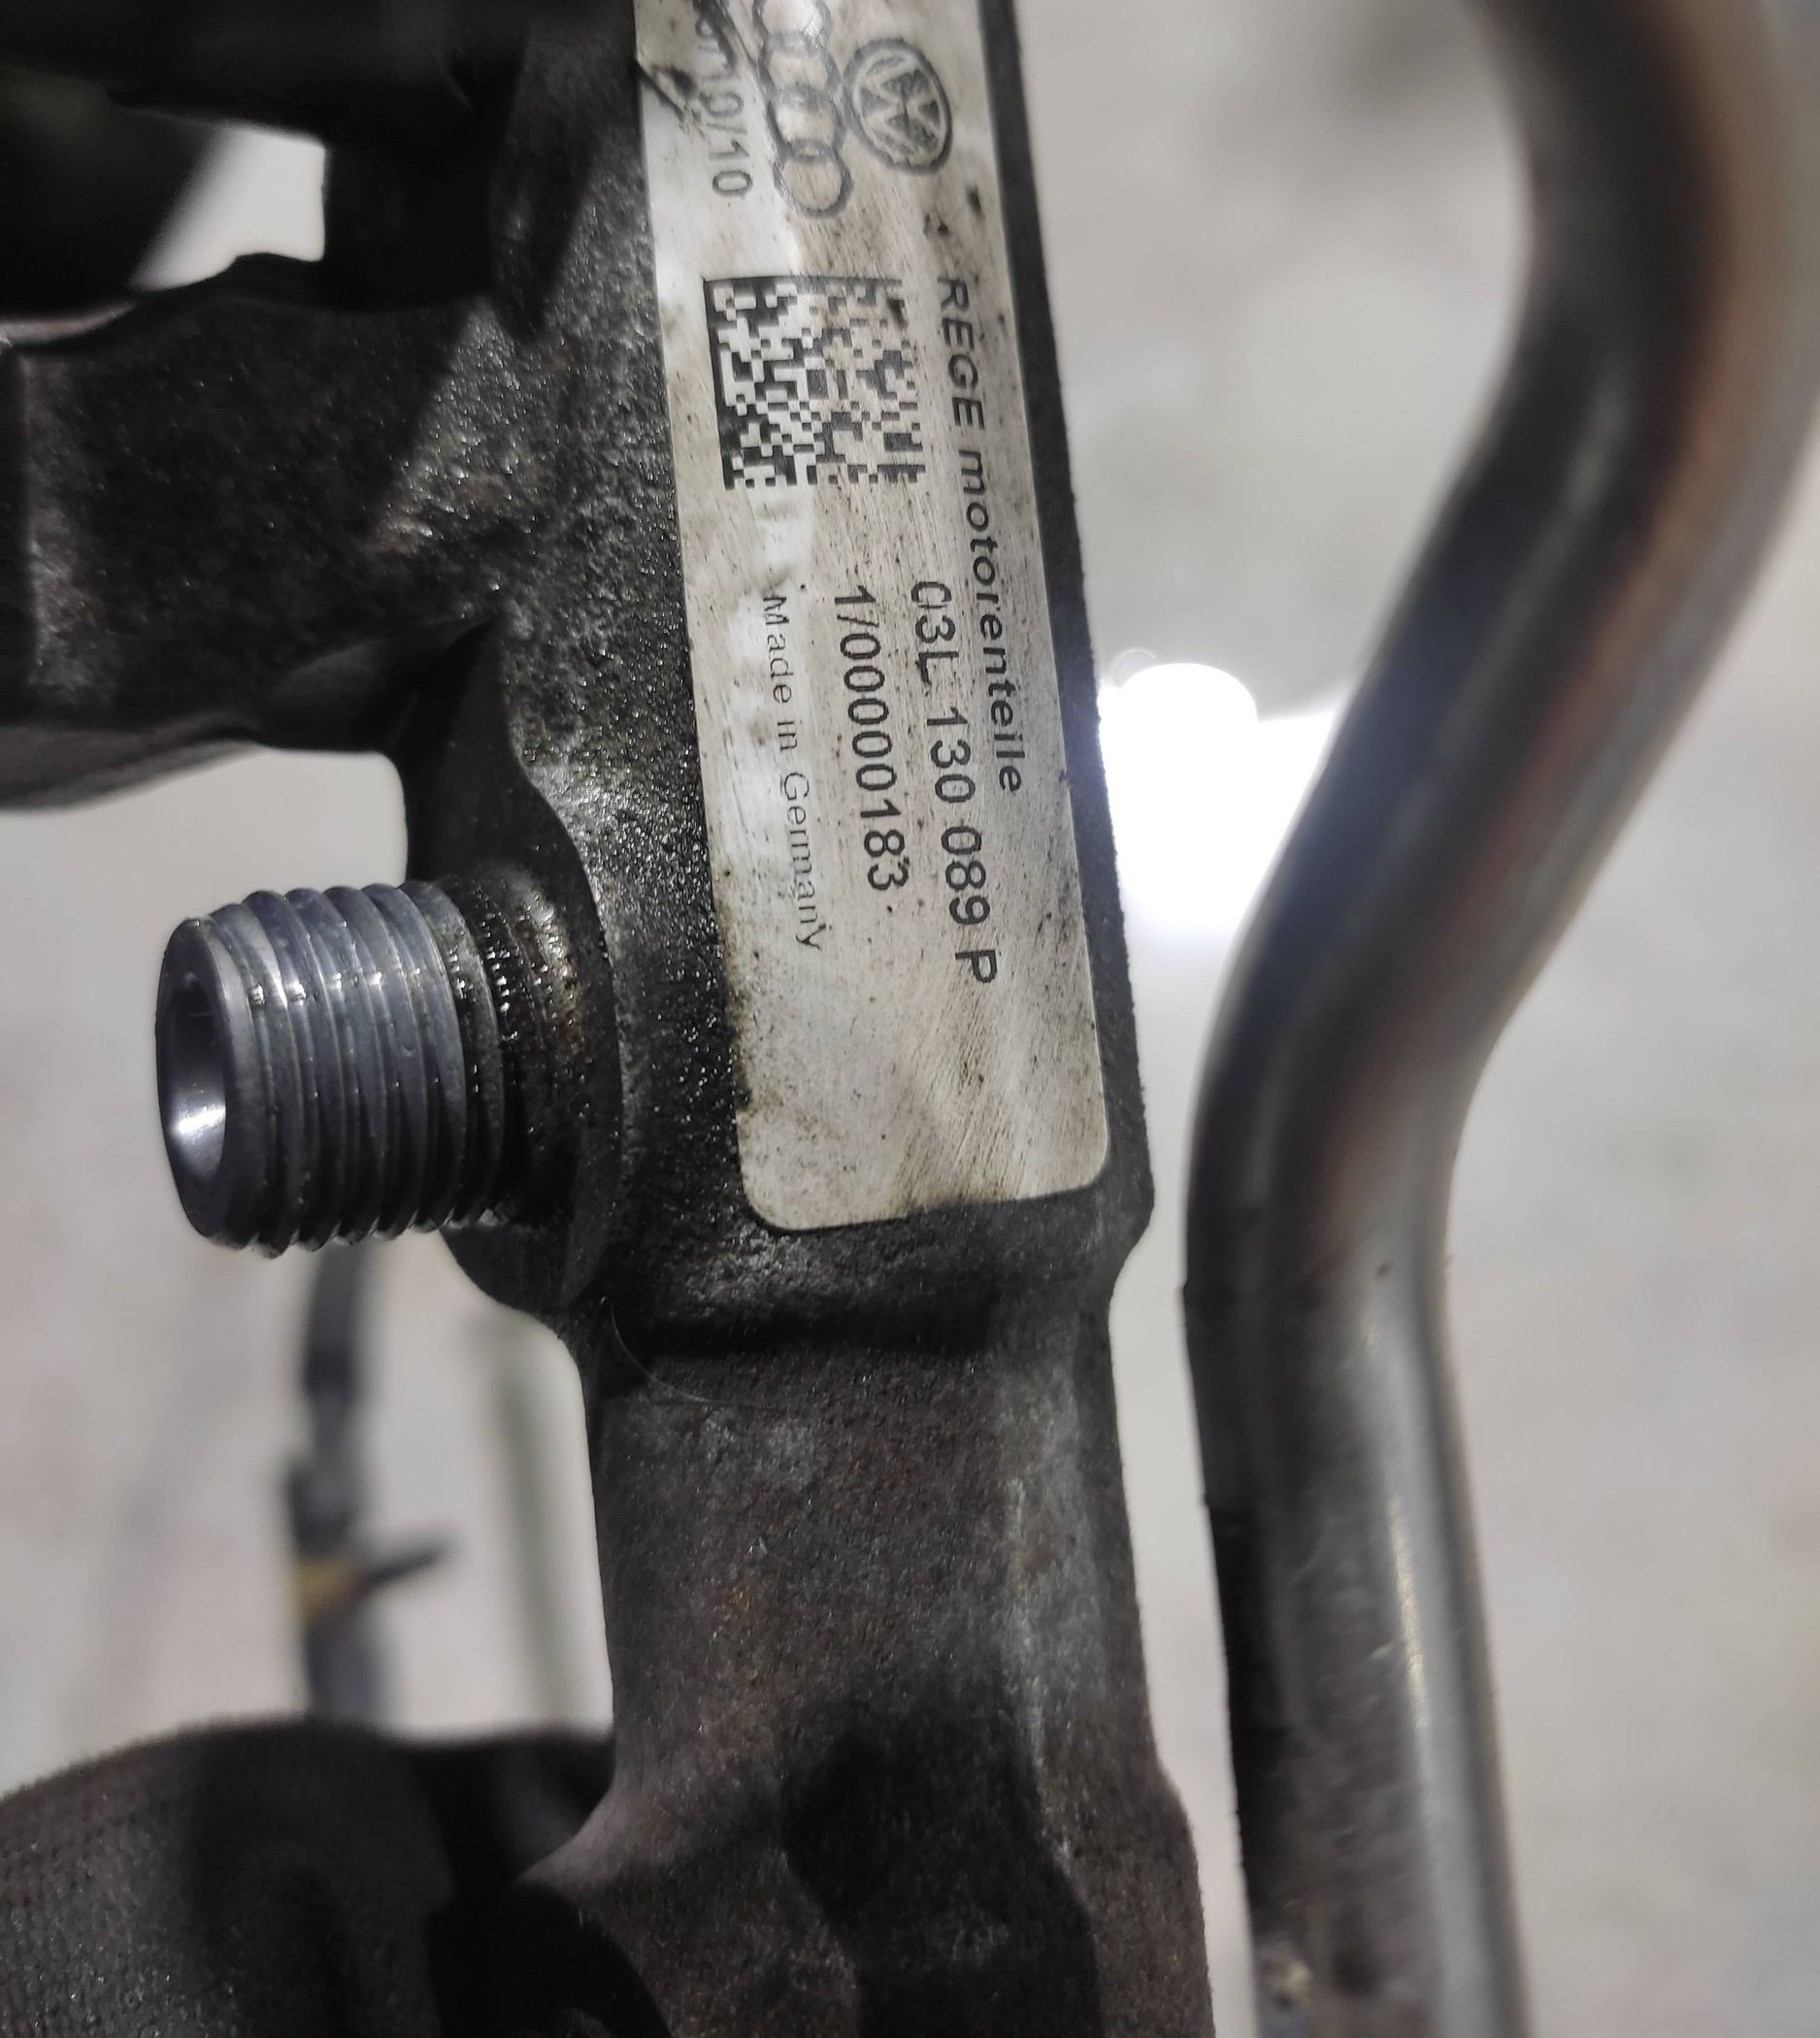 REGE motorenteile
03L 130 089 P
1/00000183
Made in Germany
10/10